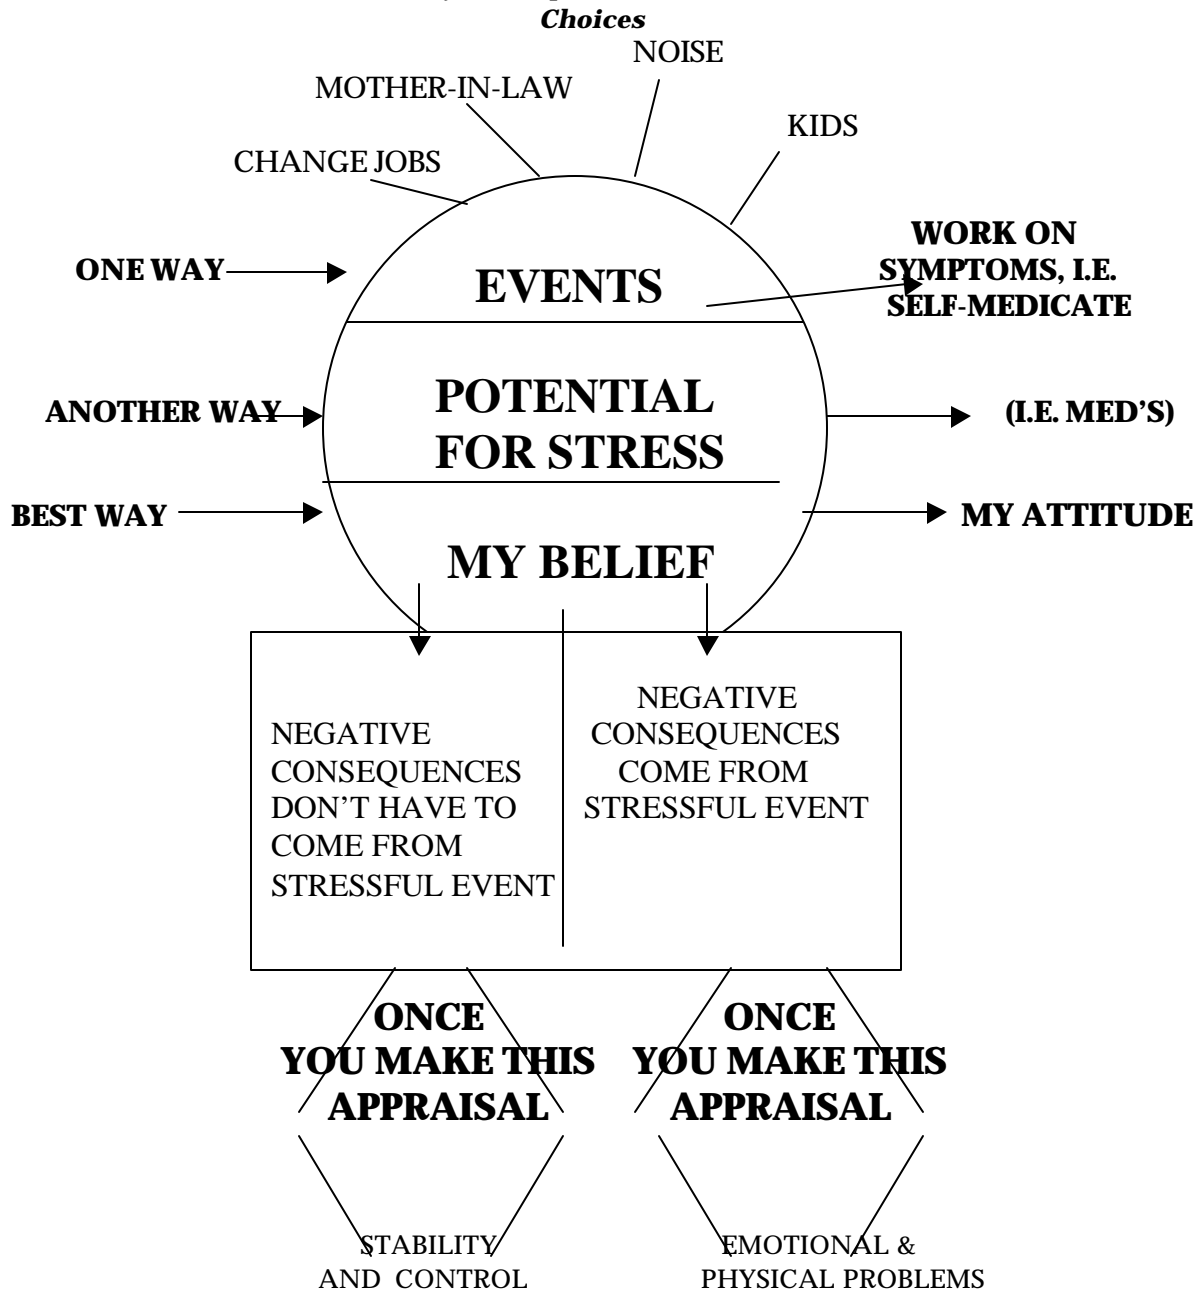 Choices
NOISE
MOTHER-IN-LAW
KIDS
CHANGE JOBS
WORK ON
SYMPTOMS, I.E.
SELF-MEDICATE
ONE WAY
EVENTS
POTENTIAL
FOR STRESS
ANOTHER WAY
(I.E. MED'S)
BEST WAY
MY ATTITUDE
MY BELIEF
NEGATIVE
CONSEQUENCES
DON'T HAVE TO
COME FROM
STRESSFUL EVENT
NEGATIVE
CONSEQUENCES
COME FROM
STRESSFUL EVENT
ONCE
YOU MAKE THIS
APPRAISAL
ONCE
YOU MAKE THIS
APPRAISAL
STABILITY
AND CONTROL
EMOTIONAL &
PHYSICAL PROBLEMS